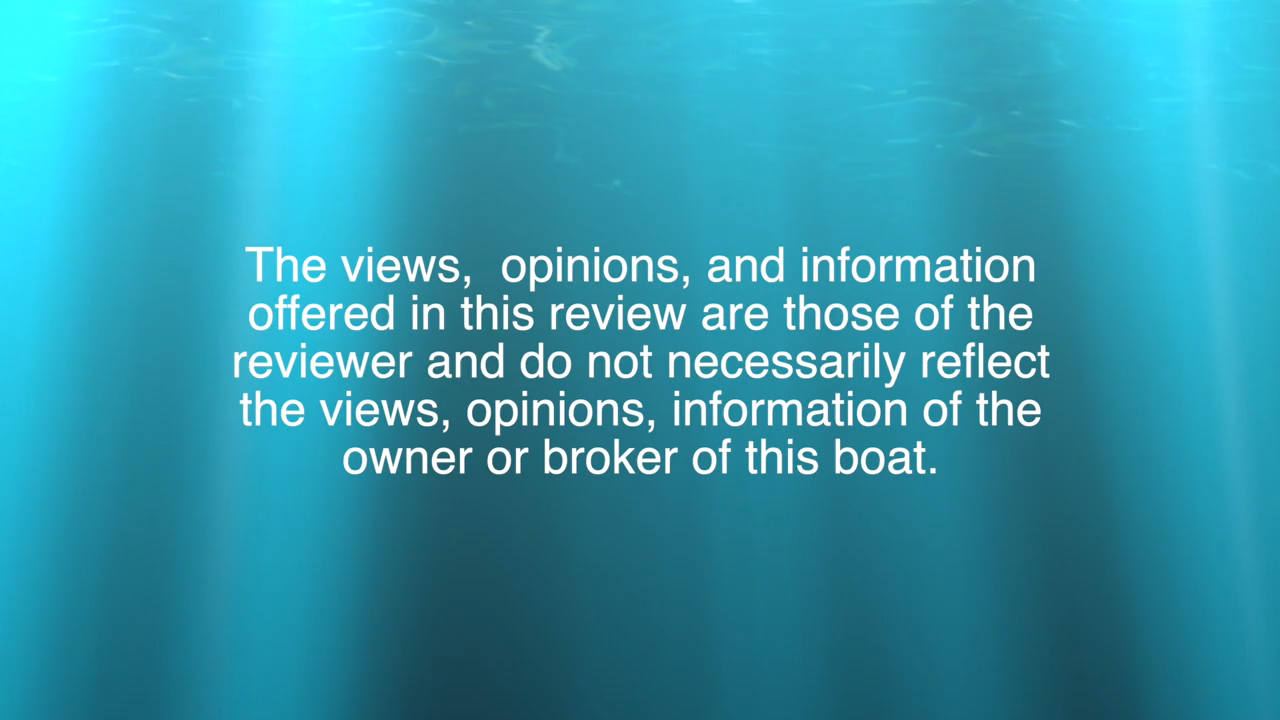 The views,  opinions, and information
offered in this review are those of the
reviewer and do not necessarily reflect
the views, opinions, information of the
owner or broker of this boat.